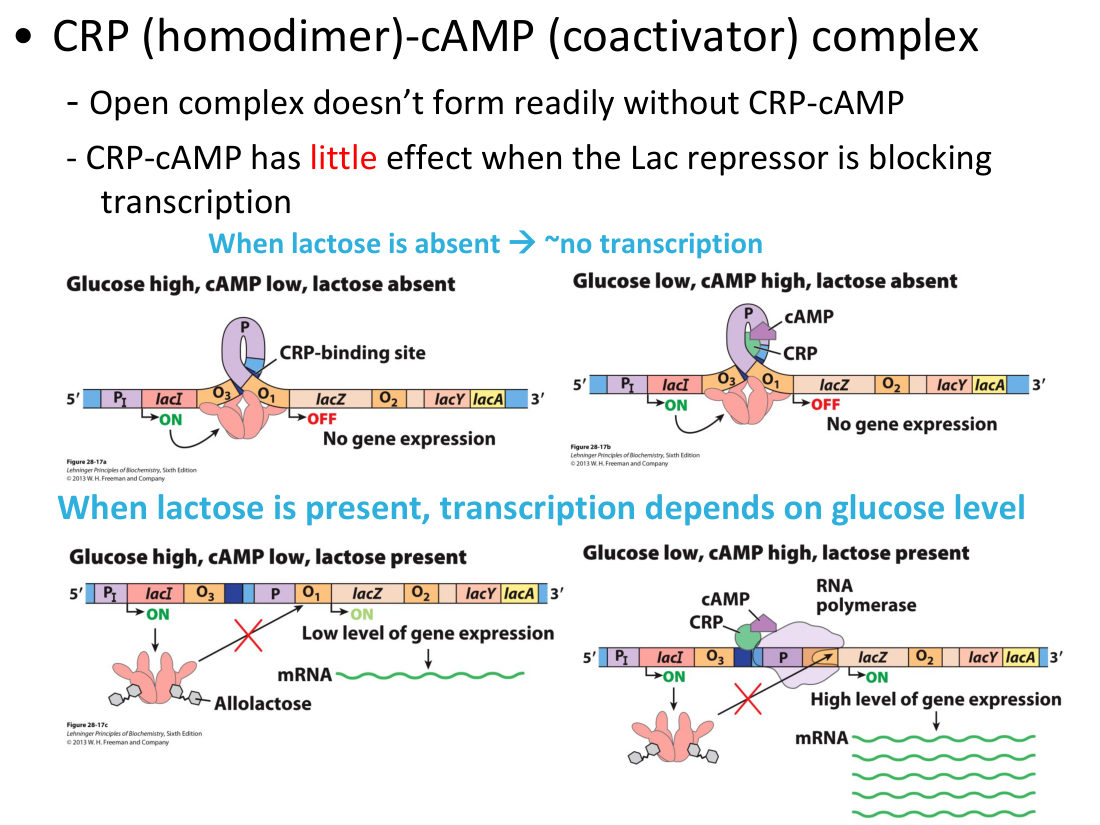 • CRP (homodimer)-cAMP (coactivator) complex
- Open complex doesn't form readily without CRP-cAMP
- CRP-cAMP has little effect when the Lac repressor is blocking
transcription
When lactose is absent → ~no transcription
Glucose high, cAMP low, lactose absent
P
CRP-binding site
5′ PI lacI O3 O1 lacZ O2 lacY lacA 3′
ON
OFF
No gene expression
Figure 28-17a
Lehninger Principles of Biochemistry, Sixth Edition
© 2013 W. H. Freeman and Company
Glucose low, cAMP high, lactose absent
P
cAMP
CRP
5′ PI lacI O3 O1 lacZ O2 lacY lacA 3′
ON
OFF
No gene expression
Figure 28-17b
Lehninger Principles of Biochemistry, Sixth Edition
© 2013 W. H. Freeman and Company
When lactose is present, transcription depends on glucose level
Glucose high, cAMP low, lactose present
5′ PI lacI O3 P O1 lacZ O2 lacY lacA 3′
ON
ON
Low level of gene expression
mRNA
Allolactose
Figure 28-17c
Lehninger Principles of Biochemistry, Sixth Edition
© 2013 W. H. Freeman and Company
Glucose low, cAMP high, lactose present
RNA
polymerase
cAMP
CRP
5′ PI lacI O3 P lacZ O2 lacY lacA 3′
ON
ON
High level of gene expression
mRNA